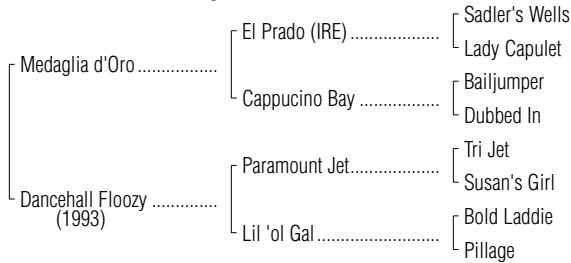 Sadler's Wells
El Prado (IRE) ....................
Lady Capulet
Medaglia d'Oro .................
Bailjumper
Cappucino Bay ..................
Dubbed In
Tri Jet
Paramount Jet....................
Susan's Girl
Dancehall Floozy ..............
(1993)
Bold Laddie
Lil 'ol Gal...........................
Pillage